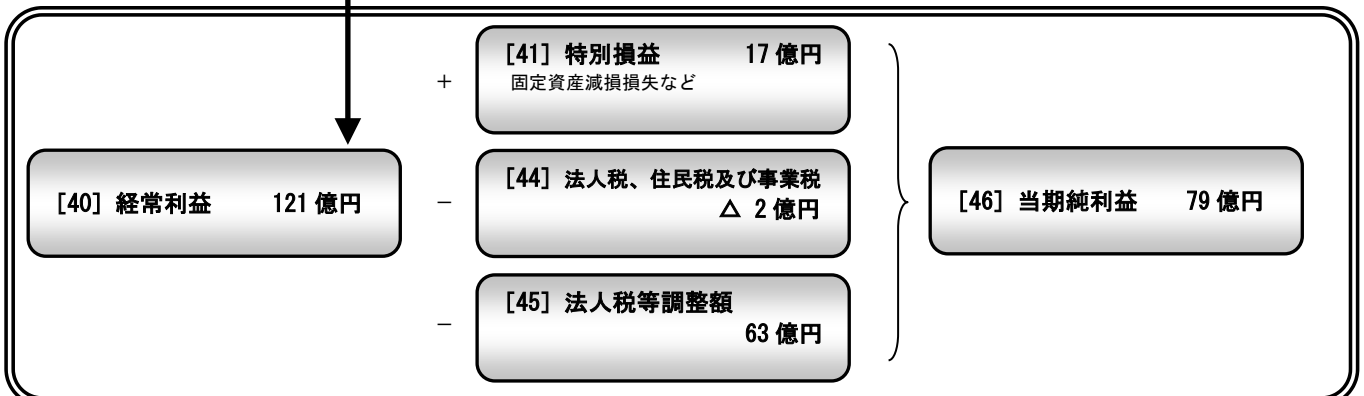 [41] 特別損益 17 億円
固定資産減損損失など
+
[40] 経常利益 121 億円
[44] 法人税、住民税及び事業税
△ 2 億円
−
[46] 当期純利益 79 億円
[45] 法人税等調整額
63 億円
−